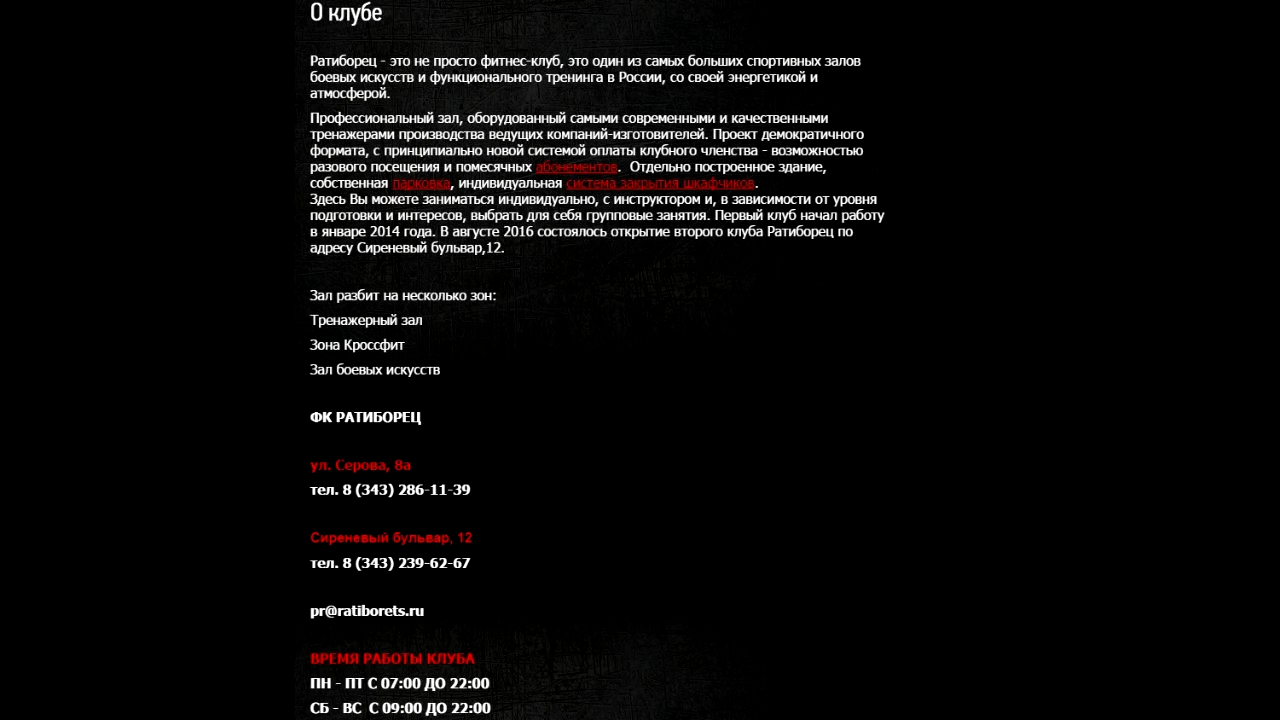 О клубе
Ратиборец - это не просто фитнес-клуб, это один из самых больших спортивных залов
боевых искусств и функционального тренинга в России, со своей энергетикой и
атмосферой.
Профессиональный зал, оборудованный самыми современными и качественными
тренажерами производства ведущих компаний-изготовителей. Проект демократичного
формата, с принципиально новой системой оплаты клубного членства - возможностью
разового посещения и помесячных абонементов.  Отдельно построенное здание,
собственная парковка, индивидуальная система закрытия шкафчиков.
Здесь Вы можете заниматься индивидуально, с инструктором и, в зависимости от уровня
подготовки и интересов, выбрать для себя групповые занятия. Первый клуб начал работу
в январе 2014 года. В августе 2016 состоялось открытие второго клуба Ратиборец по
адресу Сиреневый бульвар,12.
Зал разбит на несколько зон:
Тренажерный зал
Зона Кроссфит
Зал боевых искусств
ФК РАТИБОРЕЦ
ул. Серова, 8а
тел. 8 (343) 286-11-39
Сиреневый бульвар, 12
тел. 8 (343) 239-62-67
pr@ratiborets.ru
ВРЕМЯ РАБОТЫ КЛУБА
ПН - ПТ С 07:00 ДО 22:00
СБ - ВС  С 09:00 ДО 22:00